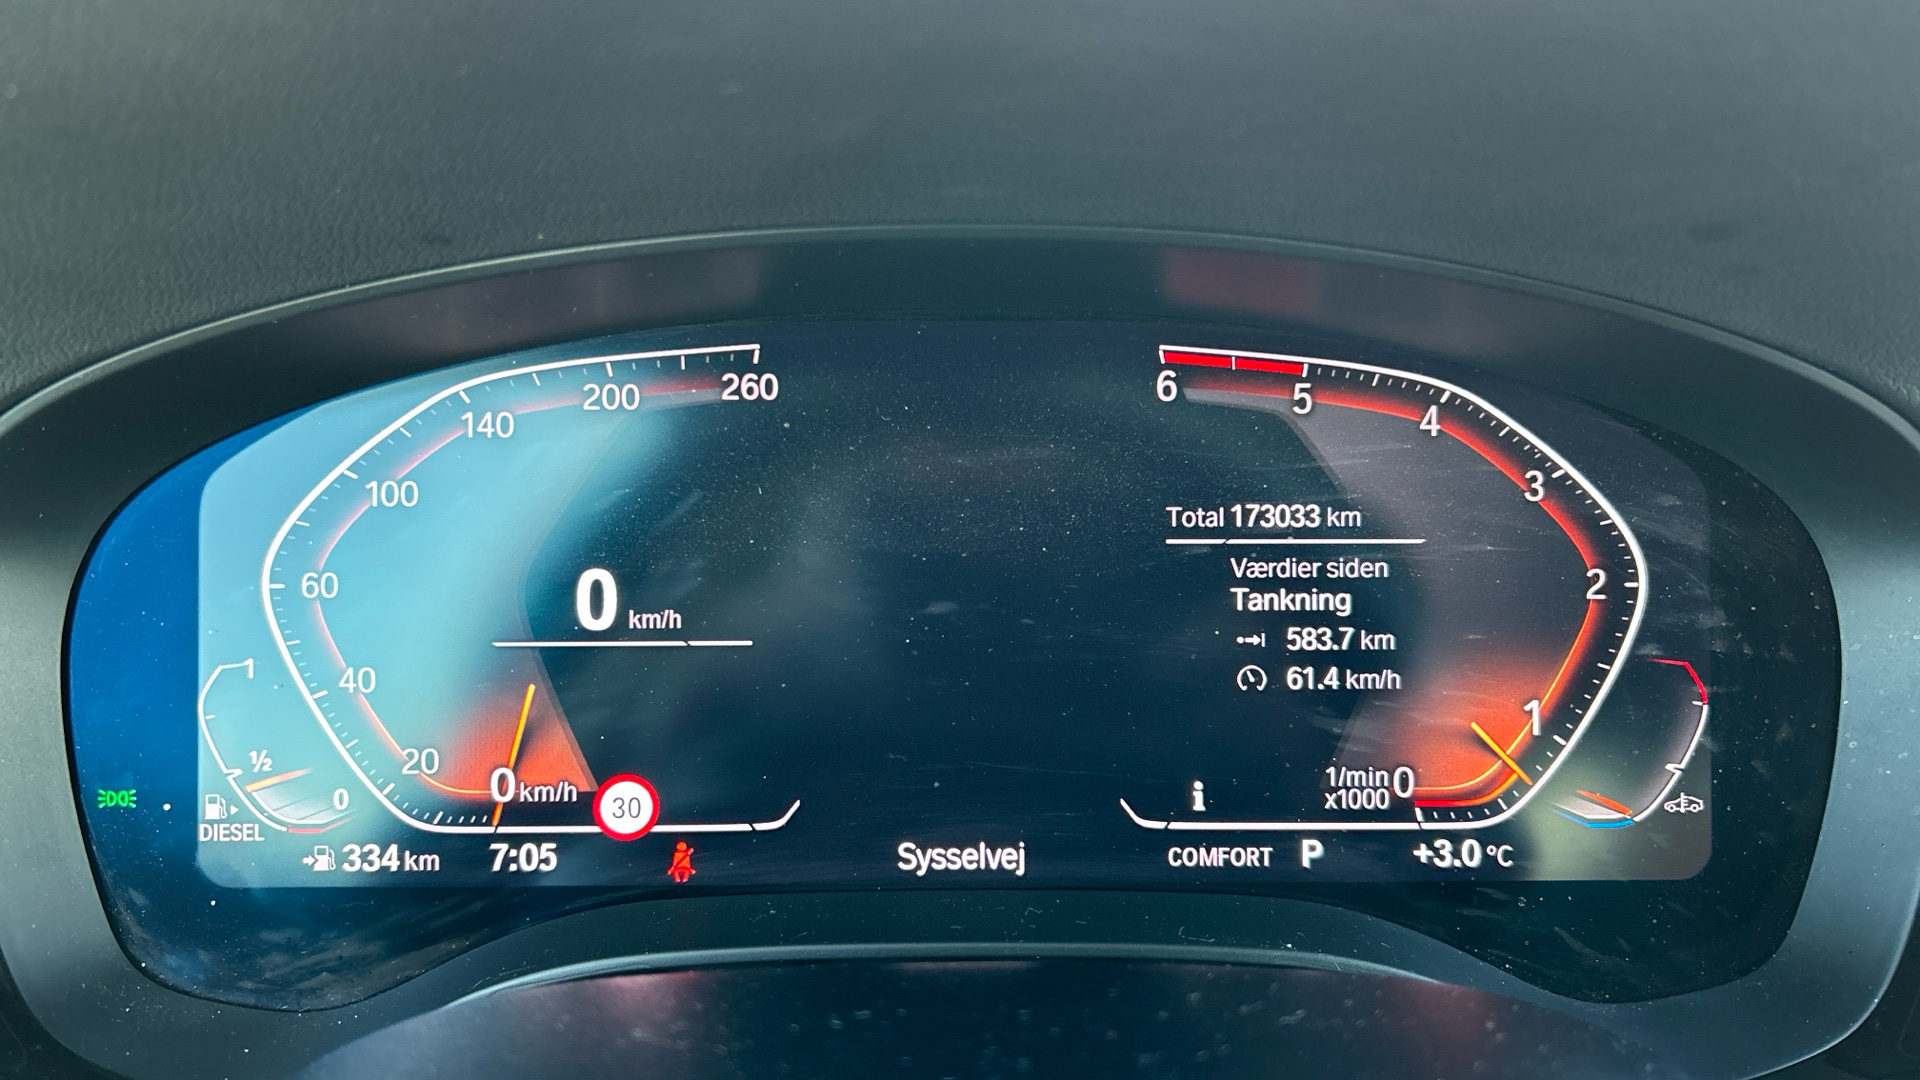 260
200
140
100
60
40
20
0 km/h
0 km/h
30
1
1/2
0
DIESEL
334 km
7:05
Sysselvej
6
5
4
3
2
1
0
1/min
x1000
Total 173033 km
Værdier siden
Tankning
583.7 km
61.4 km/h
i
COMFORT P
+3.0 °C